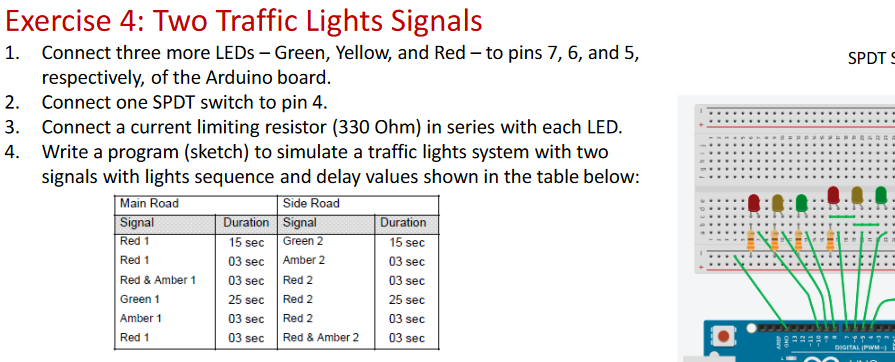 Exercise 4: Two Traffic Lights Signals
1. Connect three more LEDs – Green, Yellow, and Red – to pins 7, 6, and 5,
respectively, of the Arduino board.
2. Connect one SPDT switch to pin 4.
3. Connect a current limiting resistor (330 Ohm) in series with each LED.
4. Write a program (sketch) to simulate a traffic lights system with two
signals with lights sequence and delay values shown in the table below:
Main Road Side Road
Signal Duration Signal Duration
Red 1 15 sec Green 2 15 sec
Red 1 03 sec Amber 2 03 sec
Red & Amber 1 03 sec Red 2 03 sec
Green 1 25 sec Red 2 25 sec
Amber 1 03 sec Red 2 03 sec
Red 1 03 sec Red & Amber 2 03 sec
SPDT
AREF GND 13 12
DIGITAL (PWM~)